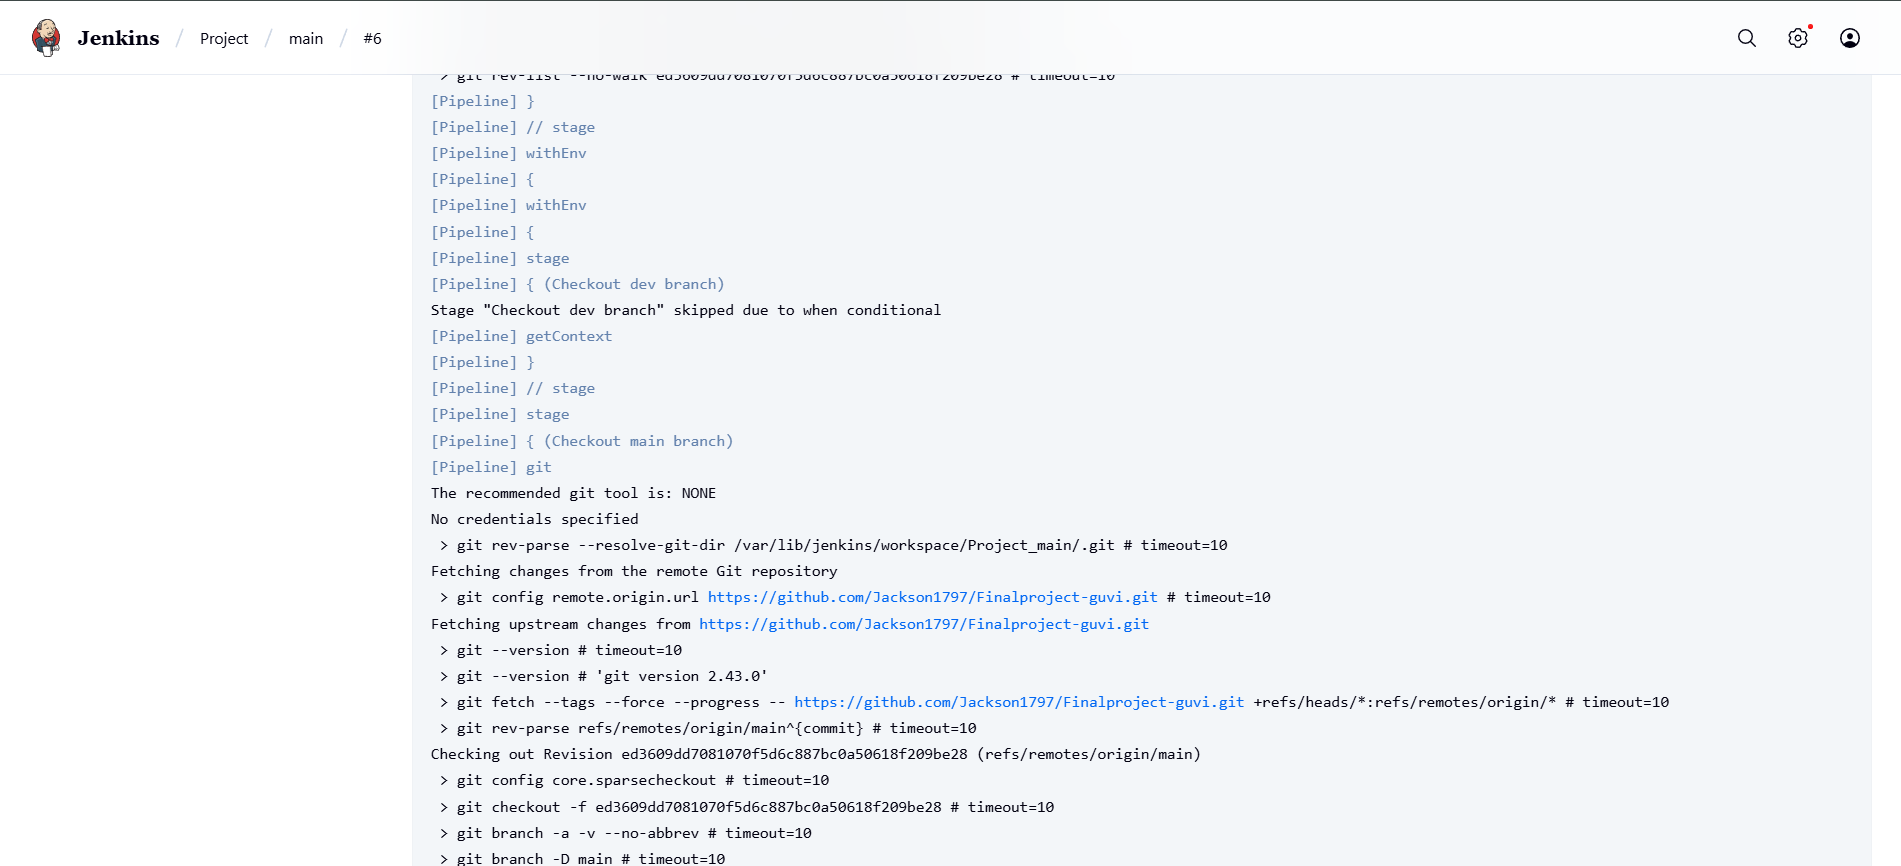 Jenkins / Project / main / #6
> git rev-list --no-walk ed3609dd7081070f5d6c887bc0a50618f209be28 # timeout=10
[Pipeline] }
[Pipeline] // stage
[Pipeline] withEnv
[Pipeline] {
[Pipeline] withEnv
[Pipeline] {
[Pipeline] stage
[Pipeline] { (Checkout dev branch)
Stage "Checkout dev branch" skipped due to when conditional
[Pipeline] getContext
[Pipeline] }
[Pipeline] // stage
[Pipeline] stage
[Pipeline] { (Checkout main branch)
[Pipeline] git
The recommended git tool is: NONE
No credentials specified
> git rev-parse --resolve-git-dir /var/lib/jenkins/workspace/Project_main/.git # timeout=10
Fetching changes from the remote Git repository
> git config remote.origin.url https://github.com/Jackson1797/Finalproject-guvi.git # timeout=10
Fetching upstream changes from https://github.com/Jackson1797/Finalproject-guvi.git
> git --version # timeout=10
> git --version # 'git version 2.43.0'
> git fetch --tags --force --progress -- https://github.com/Jackson1797/Finalproject-guvi.git +refs/heads/*:refs/remotes/origin/* # timeout=10
> git rev-parse refs/remotes/origin/main^{commit} # timeout=10
Checking out Revision ed3609dd7081070f5d6c887bc0a50618f209be28 (refs/remotes/origin/main)
> git config core.sparsecheckout # timeout=10
> git checkout -f ed3609dd7081070f5d6c887bc0a50618f209be28 # timeout=10
> git branch -a -v --no-abbrev # timeout=10
> git branch -D main # timeout=10